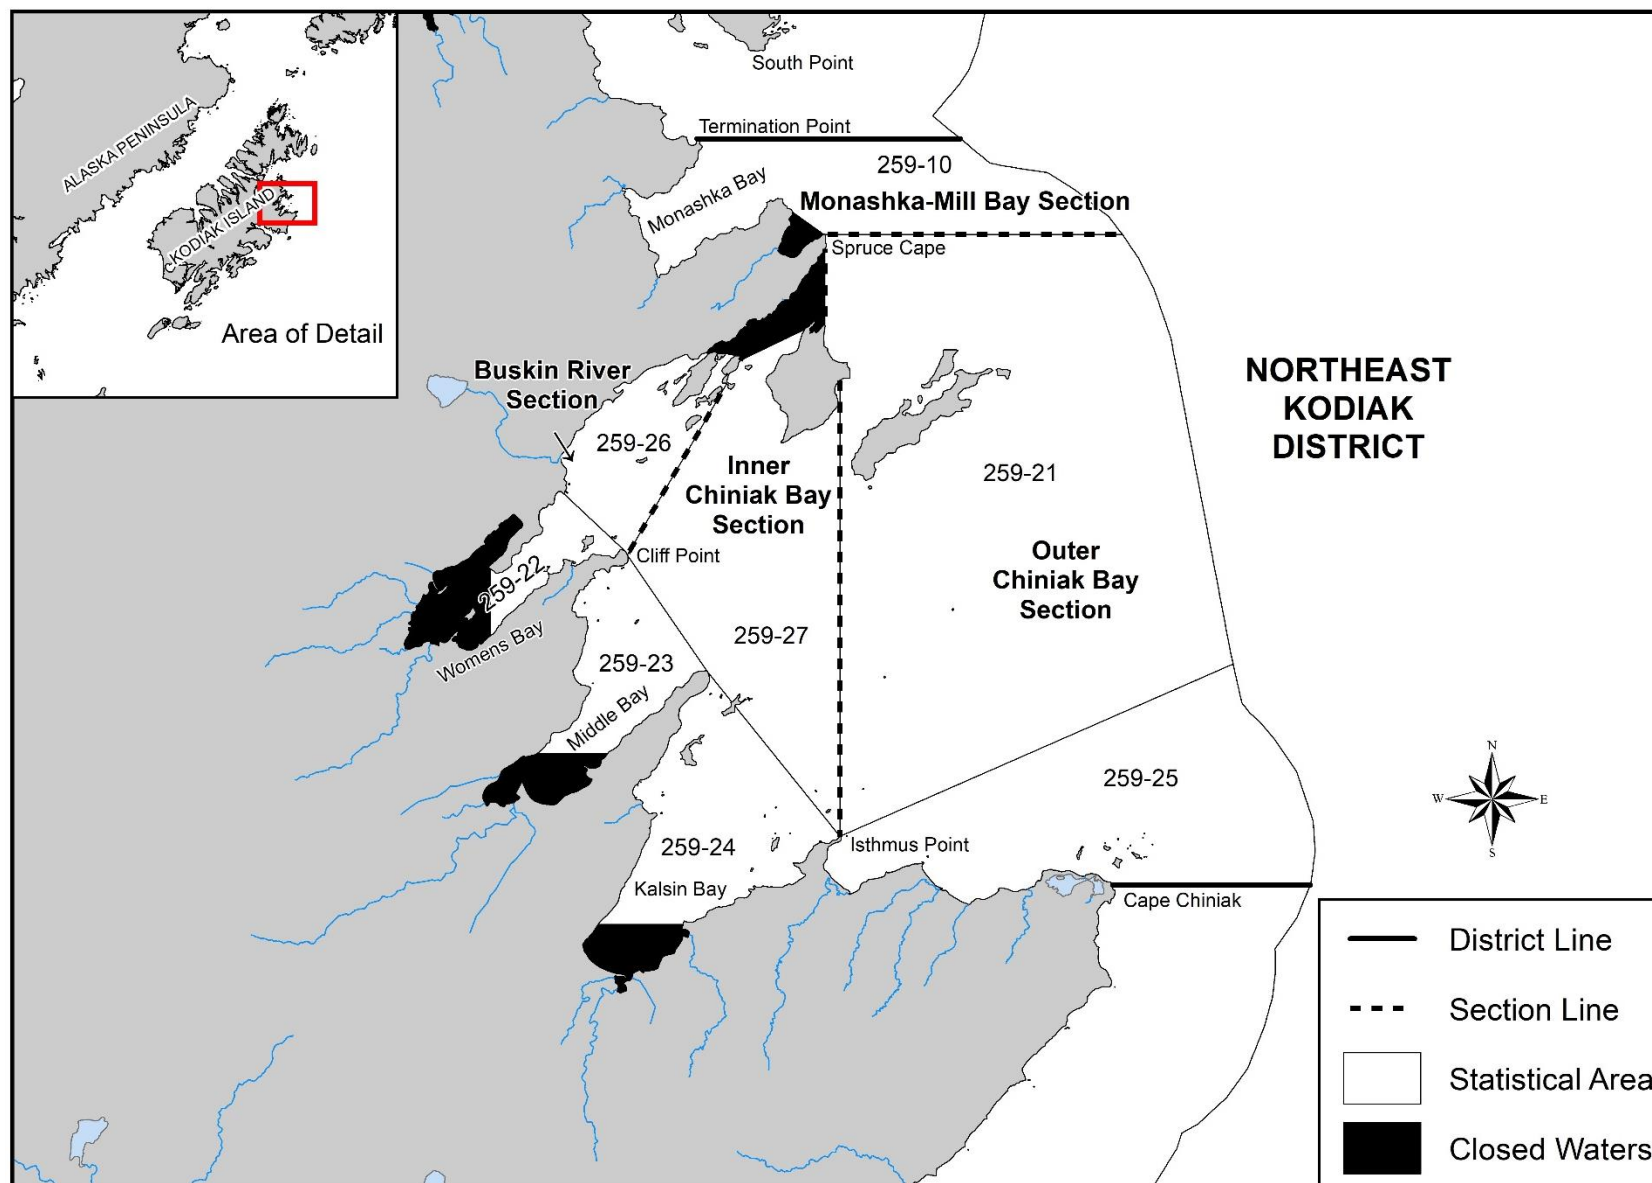 ALASKA PENINSULA
KODIAK ISLAND
Area of Detail
South Point
Termination Point
259-10
Monashka Bay
Monashka-Mill Bay Section
Spruce Cape
Buskin River
Section
259-26
Inner
Chiniak Bay
Section
259-21
NORTHEAST
KODIAK
DISTRICT
Cliff Point
259-22
Womens Bay
Outer
Chiniak Bay
Section
259-27
259-23
Middle Bay
259-25
259-24
Isthmus Point
Kalsin Bay
Cape Chiniak
N
W
E
S
District Line
Section Line
Statistical Area
Closed Waters